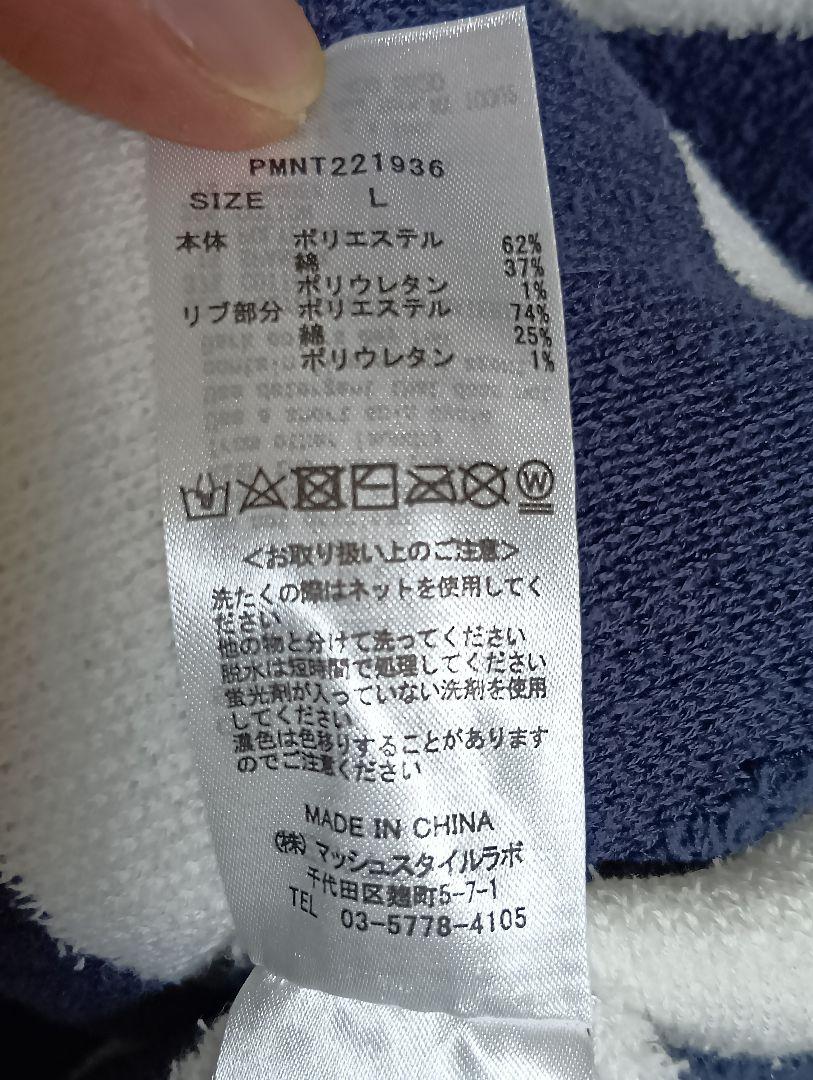 PMNT221936
SIZE L
本体 ポリエステル 62%
綿 37%
ポリウレタン 1%
リブ部分 ポリエステル 74%
綿 25%
ポリウレタン 1%
W
<お取り扱い上のご注意>
洗たくの際はネットを使用してく
ださい
他の物と分けて洗ってください
脱水は短時間で処理してください
蛍光剤が入っていない洗剤を使用
してください
濃色は色移りすることがあります
のでご注意ください
MADE IN CHINA
(株)マッシュスタイルラボ
千代田区麹町5-7-1
TEL 03-5778-4105